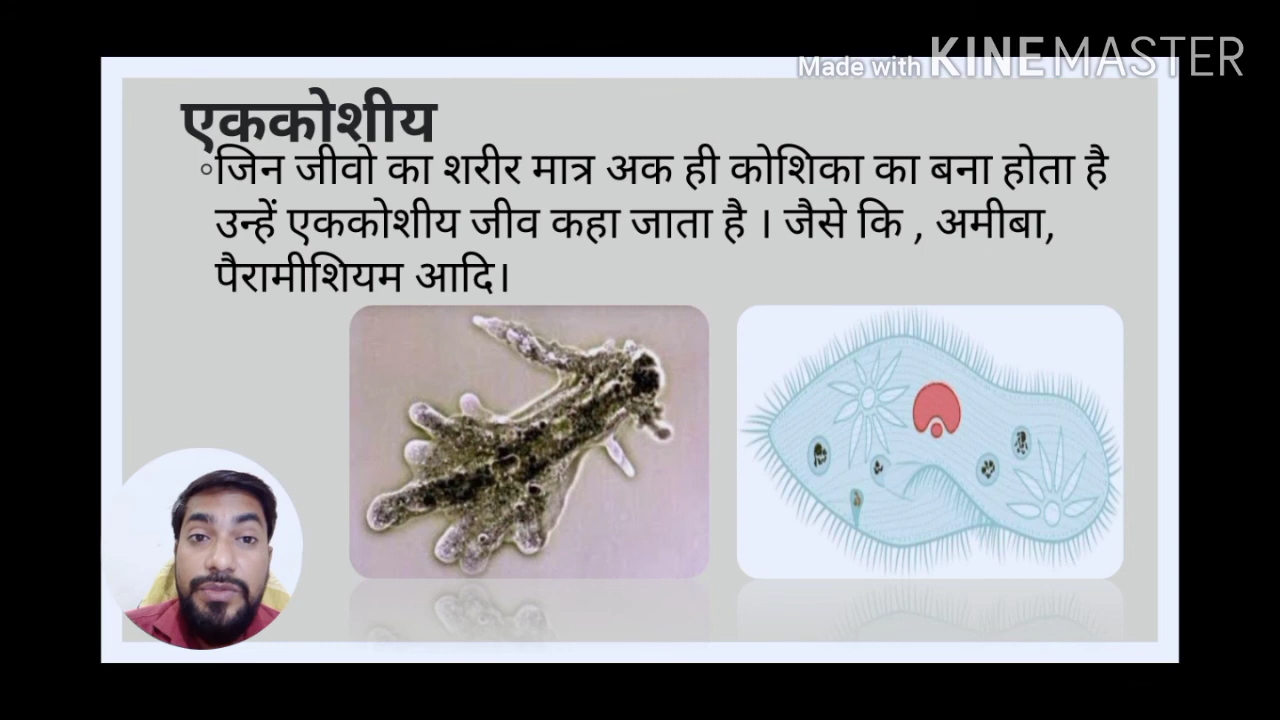 Made with KINEMASTER
एककोशीय
◦जिन जीवो का शरीर मात्र अक ही कोशिका का बना होता है
उन्हें एककोशीय जीव कहा जाता है । जैसे कि , अमीबा,
पैरामीशियम आदि।